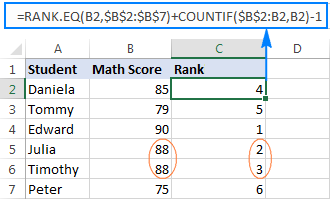 =RANK.EQ(B2,$B$2:$B$7)+COUNTIF($B$2:B2,B2)-1
A B C
1 Student Math Score Rank
2 Daniela 85 4
3 Tommy 79 5
4 Edward 90 1
5 Julia 88 2
6 Timothy 88 3
7 Peter 75 6